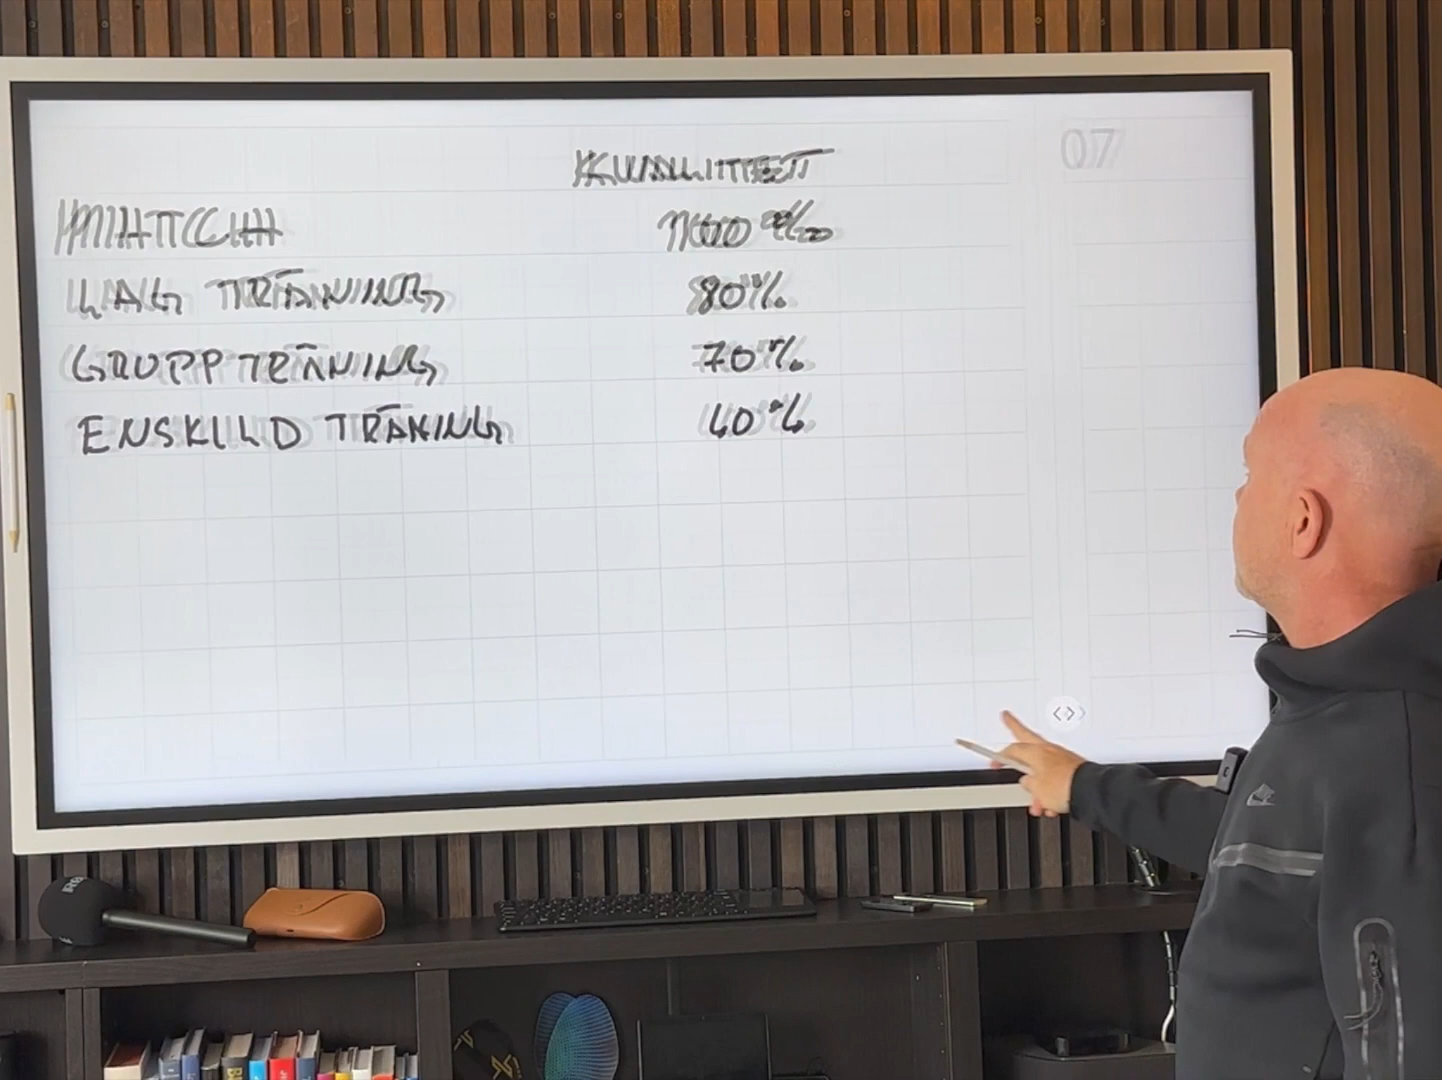 KVALITET
07
MATCH 100%
LAG TRÄNING 80%
GRUPP TRÄNING 70%
ENSKILD TRÄNING 40%